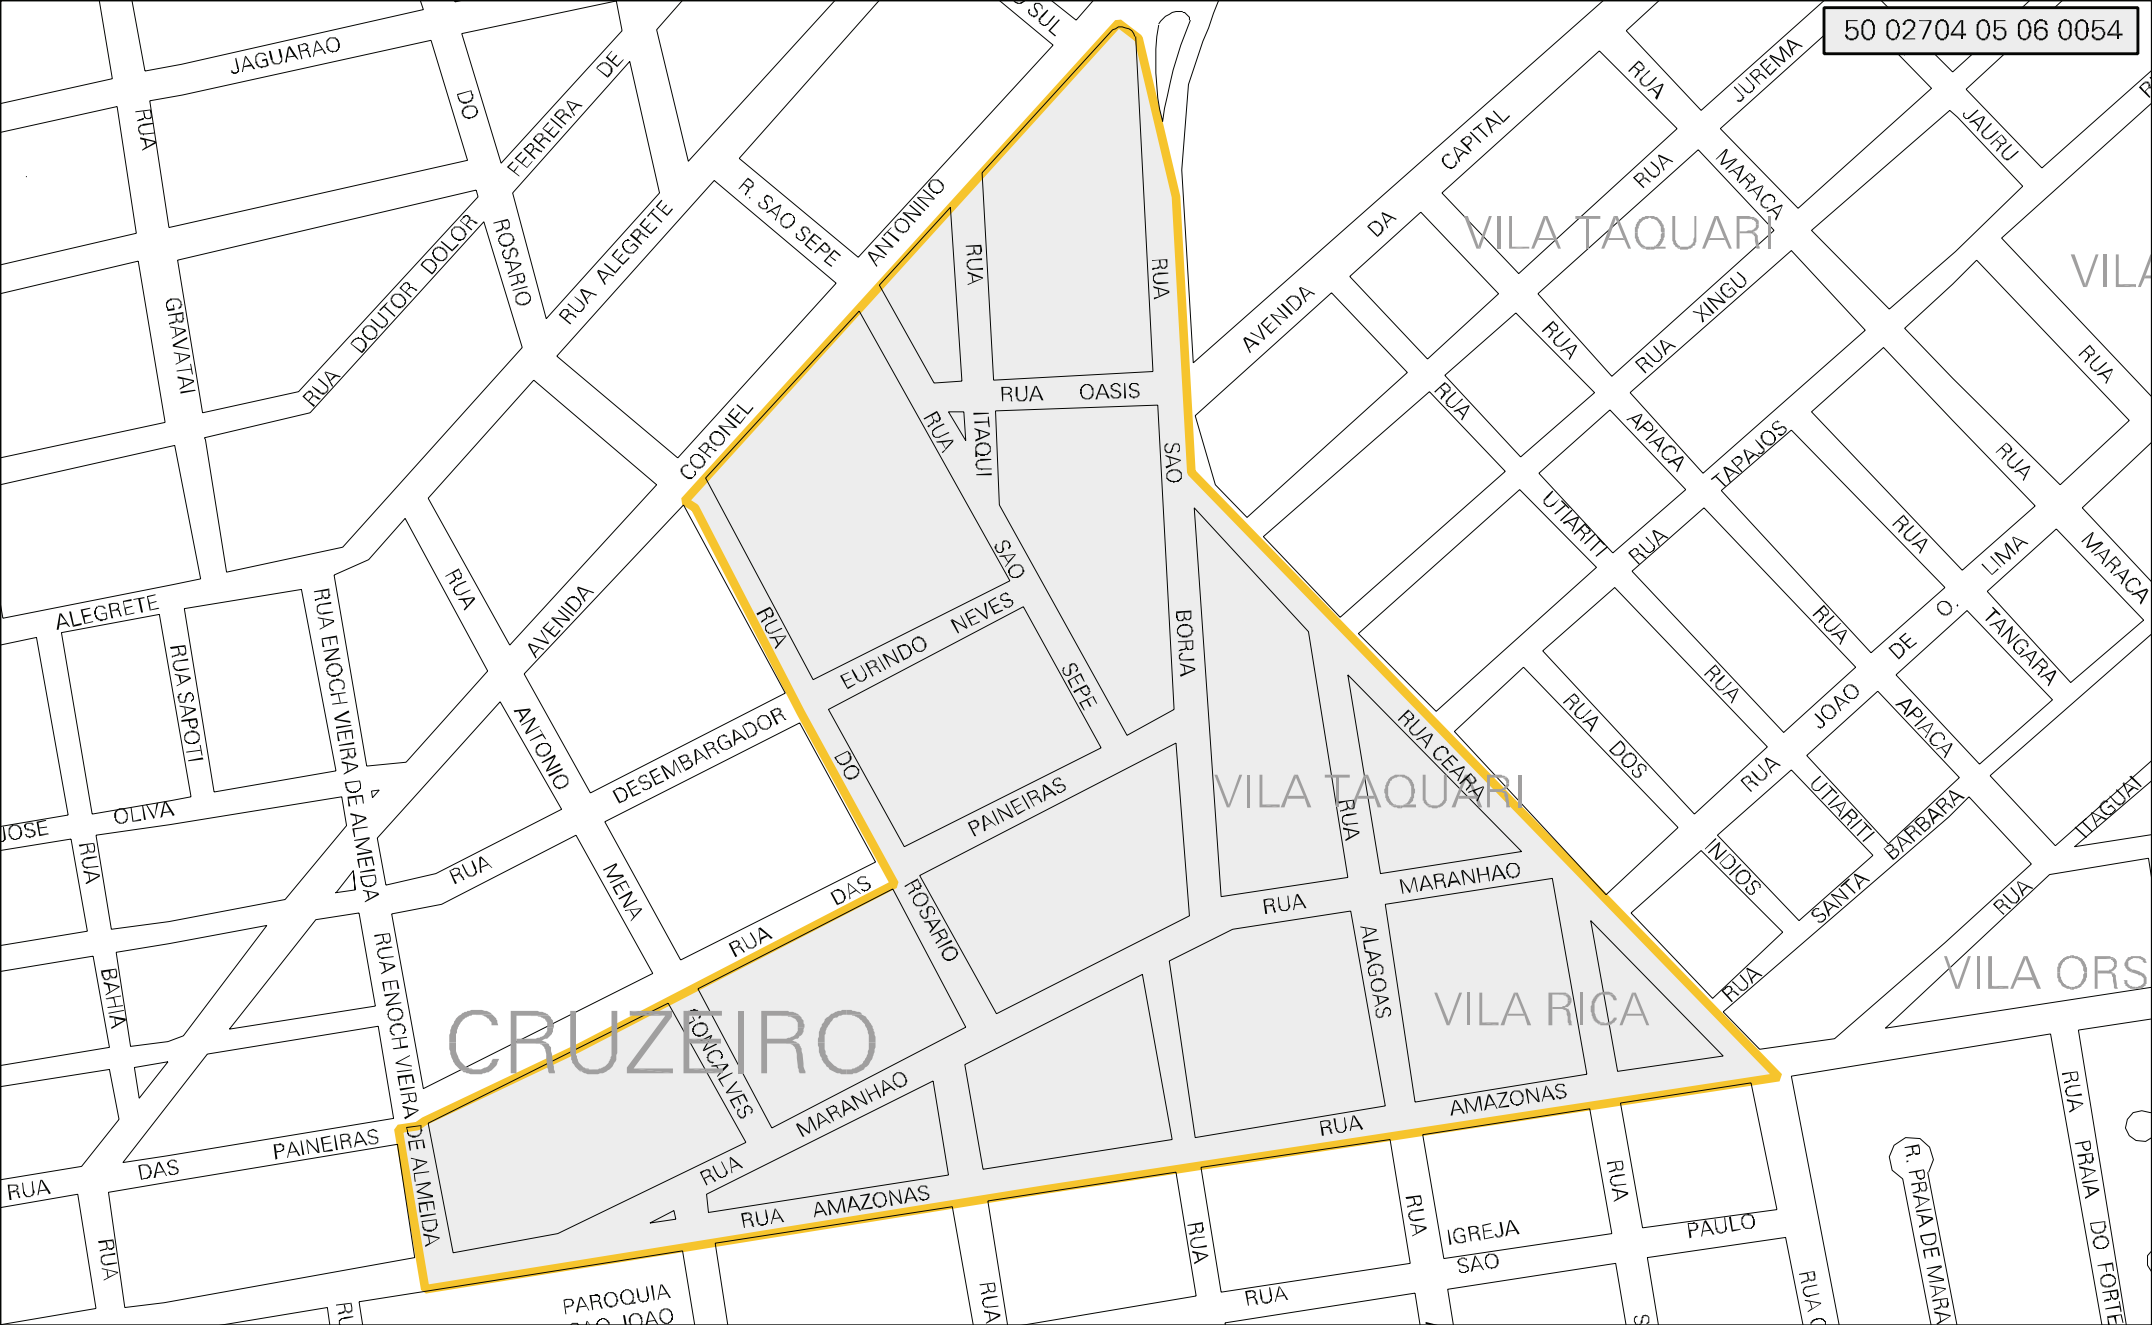 50 02704 05 06 0054
SUL
JAGUARAO
DO
FERREIRA DE
RUA
R. SAO SEPE
ANTONINO
CAPITAL
RUA
JUREMA
JAURU
RUA
MARACA
VILA TAQUARI
DA
VILA
ROSARIO
RUA DOUTOR DOLOR
RUA ALEGRETE
GRAVATAI
RUA
RUA
AVENIDA
RUA XINGU
RUA
RUA
RUA OASIS
ITAQUI
RUA
CORONEL
SAO
RUA
APIACA
TAPAJOS
RUA
RUA
UTIARITI
RUA
LIMA
MARACA
SAO
RUA
AVENIDA
ALEGRETE
RUA ENOCH VIEIRA DE ALMEIDA
RUA SAPOTI
RUA
EURINDO NEVES
BORJA
SEPE
RUA
O.
DE
JOAO
TANGARA
RUA
RUA DOS
APIACA
ANTONIO
DESEMBARGADOR
DO
RUA CEARA
VILA TAQUARI
RUA
PAINEIRAS
RUA
UTIARITI
BARBARA
ITAGUAI
JOSE OLIVA
RUA
RUA
MENA
RUA DAS
ROSARIO
RUA
MARANHAO
INDIOS
SANTA
RUA
RUA
BAHIA
RUA ENOCH VIEIRA DE ALMEIDA
CRUZEIRO
GONCALVES
ALAGOAS
VILA RICA
VILA ORS
RUA MARANHAO
RUA AMAZONAS
RUA DAS PAINEIRAS
RUA AMAZONAS
RUA
RUA
RUA
RUA
RUA
RUA
IGREJA
SAO PAULO
RUA
RUA PRAIA DO FORTE
R. PRAIA DE MARA
RUA
PAROQUIA
SAO JOAO